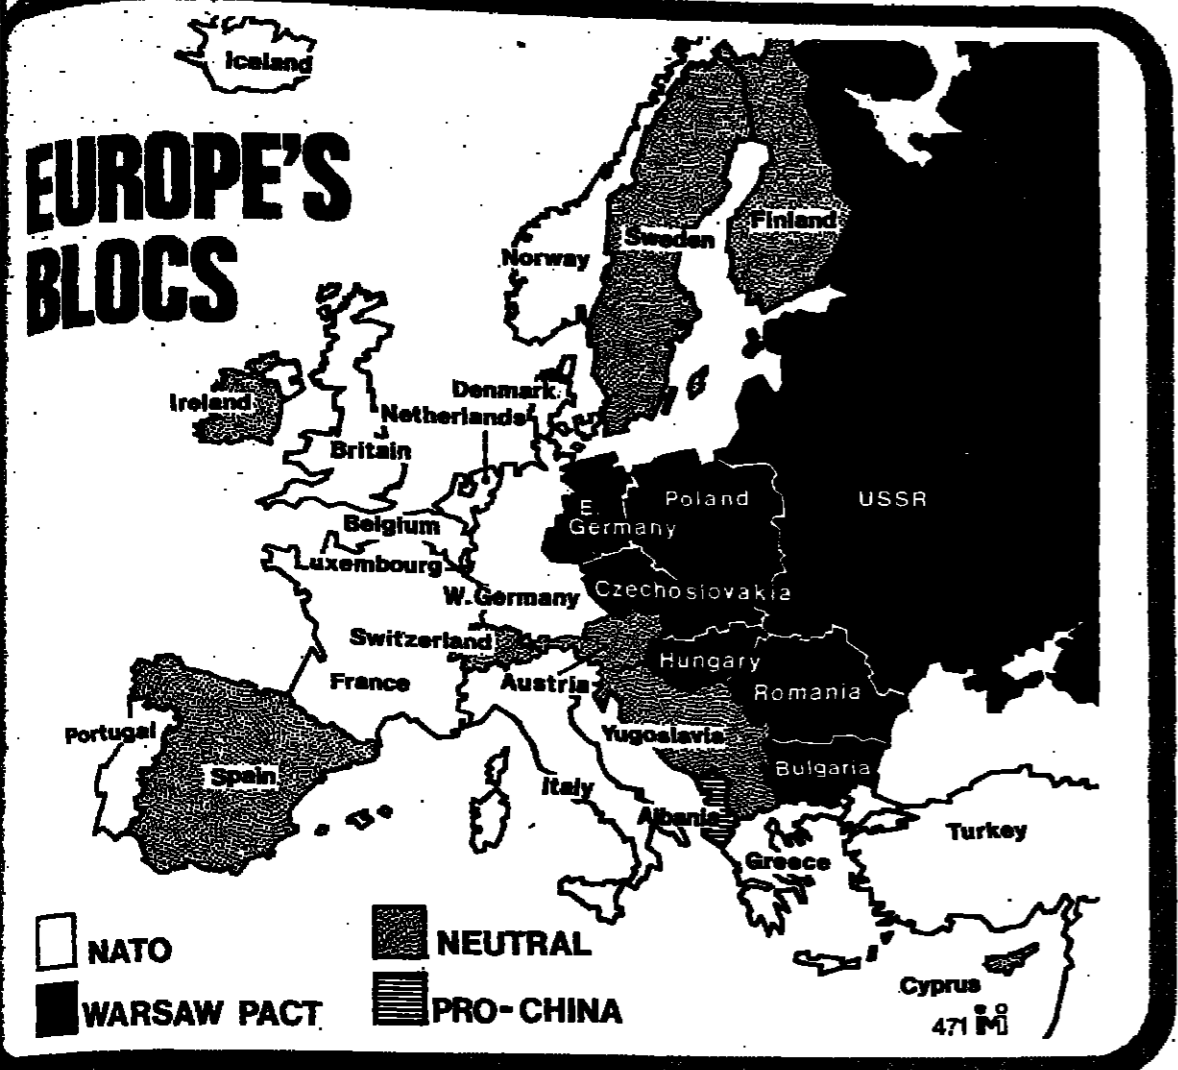 Iceland
EUROPE'S
BLOCS
Finland
Sweden
Norway
Ireland
Denmark
Netherlands
Britain
Poland
USSR
E.
Germany
Belgium
Luxembourg
Czechoslovakia
W. Germany
Switzerland
Hungary
France
Austria
Romania
Portugal
Yugoslavia
Bulgaria
Spain
Italy
Albania
Turkey
Greece
NATO
NEUTRAL
WARSAW PACT
PRO-CHINA
Cyprus
471